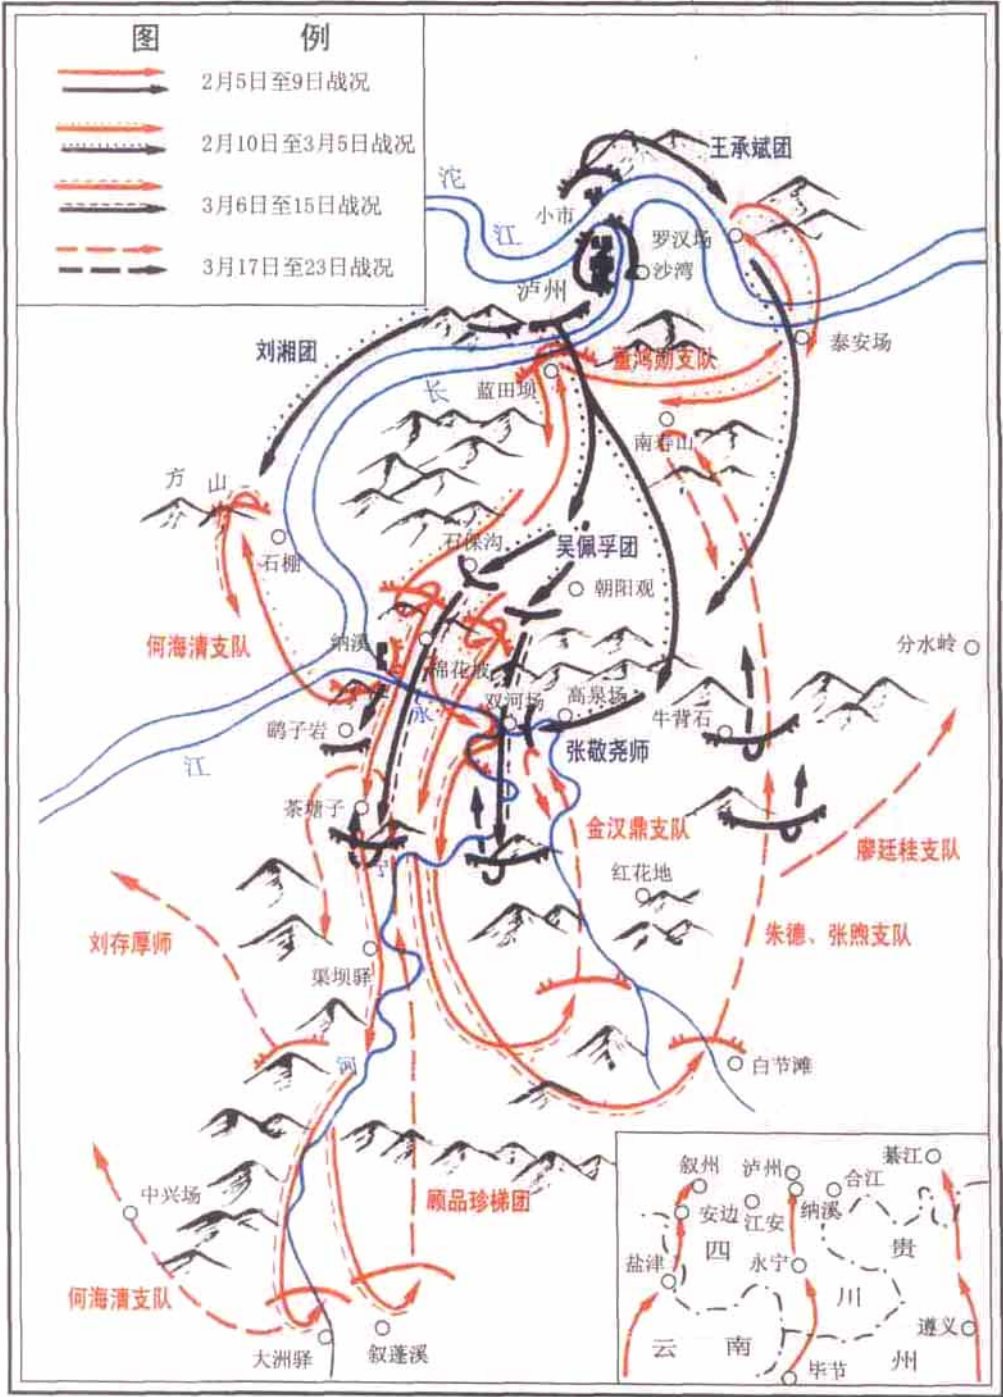 图 例
2月5日至9日战况
2月10日至3月5日战况
3月6日至15日战况
3月17日至23日战况
王承斌团
沱
江
小市
罗汉场
沙湾
泸州
泰安场
刘湘团
董鸿勋支队
蓝田坝
长
南寿山
方山
石棚
石保沟
吴佩孚团
朝阳观
何海清支队
纳溪
棉花坡
分水岭
双河场
高泉场
牛背石
永
鹞子岩
江
张敬尧师
茶塘子
宁
金汉鼎支队
廖廷桂支队
红花地
刘存厚师
朱德、张煦支队
渠坝驿
河
白节滩
中兴场
顾品珍梯团
何海清支队
大洲驿
叙蓬溪
綦江
叙州
泸州
合江
安边
江安
纳溪
四
贵
盐津
永宁
川
遵义
云
南
州
毕节